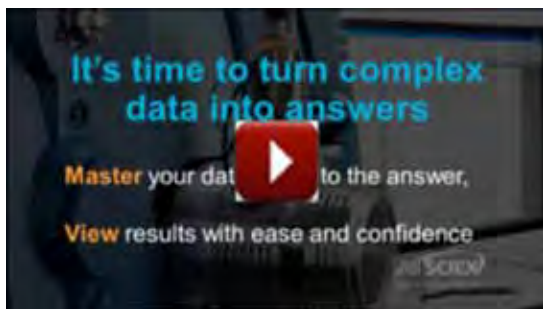 It's time to turn complex
data into answers
Master your dat to the answer,
View results with ease and confidence